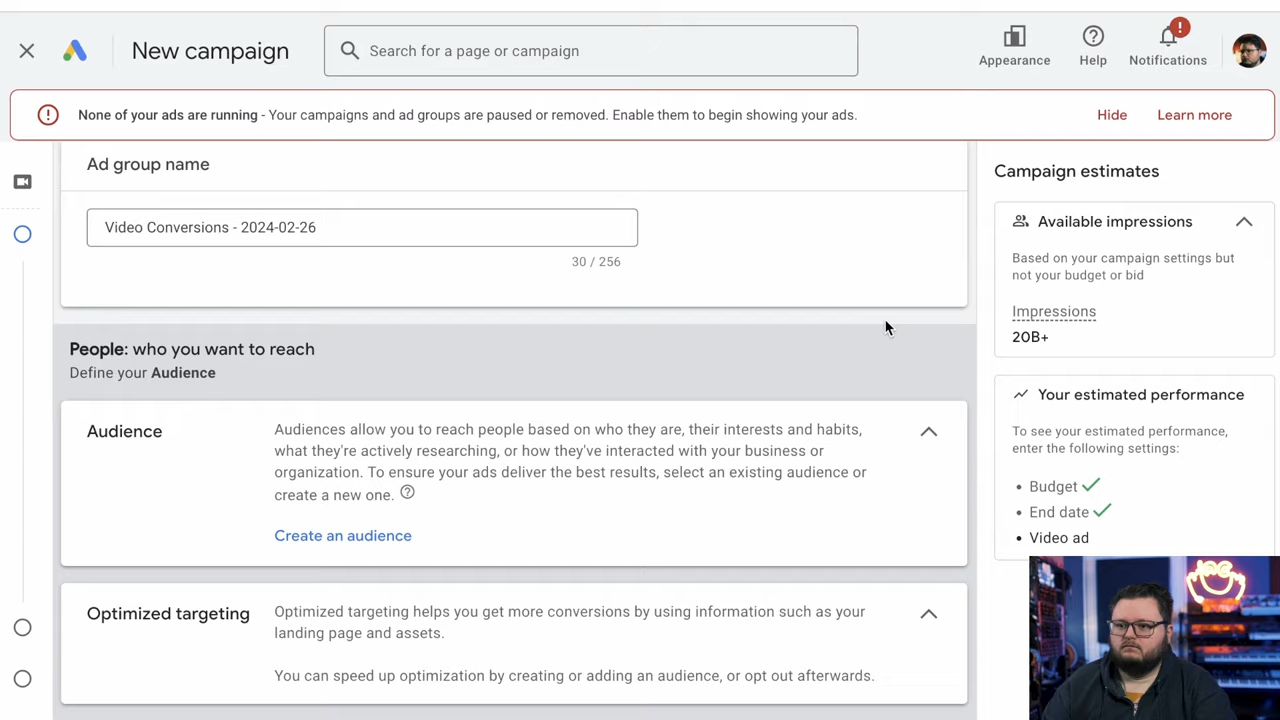 New campaign
Search for a page or campaign
Appearance
Help
Notifications
None of your ads are running - Your campaigns and ad groups are paused or removed. Enable them to begin showing your ads.
Hide
Learn more
Ad group name
Video Conversions - 2024-02-26
30 / 256
People: who you want to reach
Define your Audience
Audience
Audiences allow you to reach people based on who they are, their interests and habits,
what they're actively researching, or how they've interacted with your business or
organization. To ensure your ads deliver the best results, select an existing audience or
create a new one.
Create an audience
Optimized targeting
Optimized targeting helps you get more conversions by using information such as your
landing page and assets.
You can speed up optimization by creating or adding an audience, or opt out afterwards.
Campaign estimates
Available impressions
Based on your campaign settings but
not your budget or bid
Impressions
20B+
Your estimated performance
To see your estimated performance,
enter the following settings:
• Budget
• End date
• Video ad